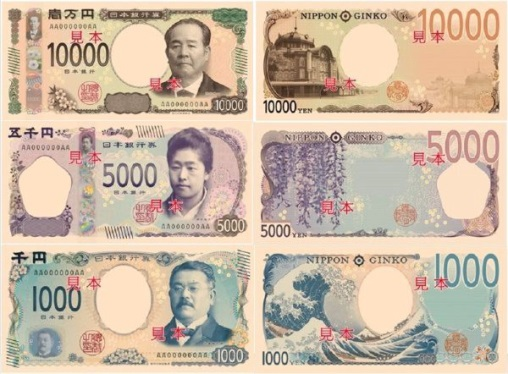 壱万円
日本銀行券
AA000000AA
見本
10000
日本銀行
見本
AA000000AA
10000
NIPPON GINKO
10000
見本
見本
10000 YEN
五千円
日本銀行券
AA000000AA
見本
5000
日本銀行
見本
AA000000AA
5000
NIPPON GINKO
5000
見本
見本
5000 YEN
千円
日本銀行券
AA000000AA
見本
1000
日本銀行
見本
AA000000AA
1000
NIPPON GINKO
1000
見本
見本
1000 YEN